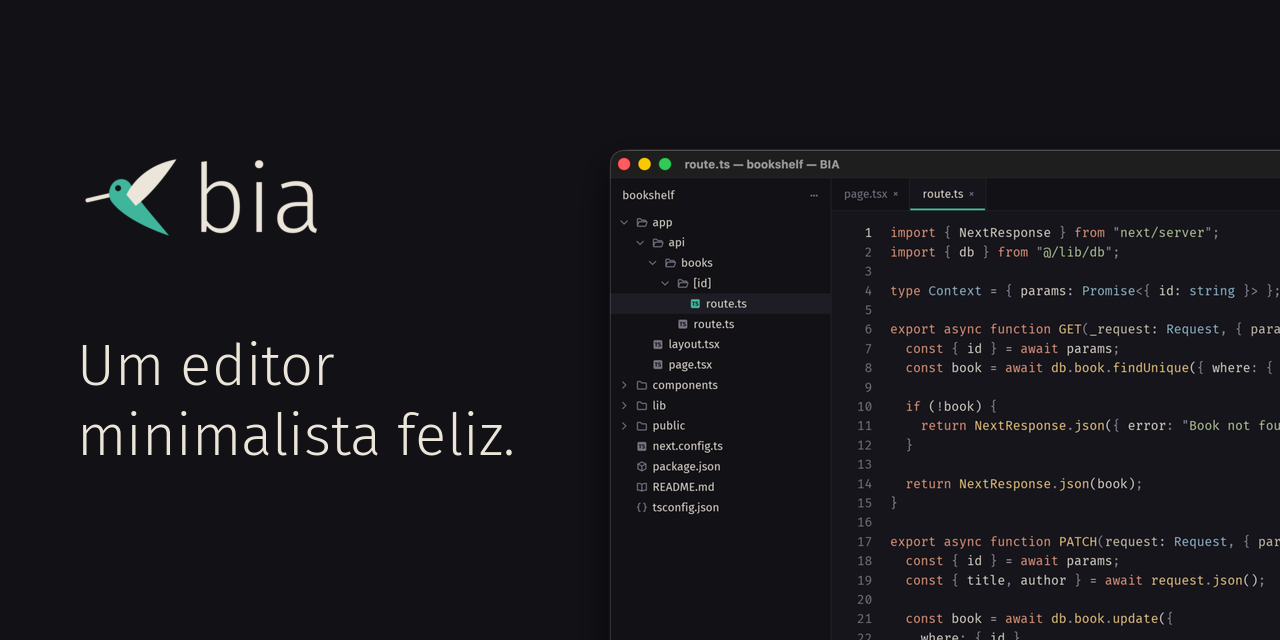 bia
Um editor
minimalista feliz.
route.ts — bookshelf — BIA
bookshelf
page.tsx ×
route.ts ×
app
api
books
[id]
route.ts
route.ts
layout.tsx
page.tsx
components
lib
public
next.config.ts
package.json
README.md
tsconfig.json
1 import { NextResponse } from "next/server";
2 import { db } from "@/lib/db";
3
4 type Context = { params: Promise<{ id: string }> };
5
6 export async function GET(_request: Request, { para
7 const { id } = await params;
8 const book = await db.book.findUnique({ where: {
9
10 if (!book) {
11 return NextResponse.json({ error: "Book not fou
12 }
13
14 return NextResponse.json(book);
15 }
16
17 export async function PATCH(request: Request, { par
18 const { id } = await params;
19 const { title, author } = await request.json();
20
21 const book = await db.book.update({
22 where: { id }